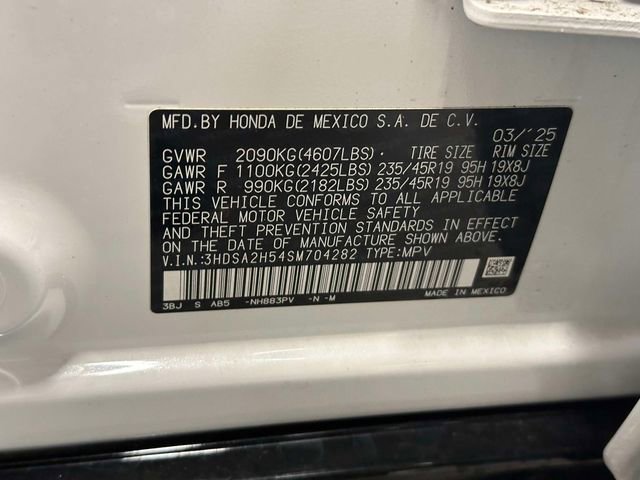 MFD.BY HONDA DE MEXICO S.A. DE C.V. 03/'25
GVWR 2090KG(4607LBS). TIRE SIZE RIM SIZE
GAWR F 1100KG(2425LBS) 235/45R19 95H 19X8J
GAWR R 990KG(2182LBS) 235/45R19 95H 19X8J
THIS VEHICLE CONFORMS TO ALL APPLICABLE
FEDERAL MOTOR VEHICLE SAFETY
AND THEFT PREVENTION STANDARDS IN EFFECT
ON THE DATE OF MANUFACTURE SHOWN ABOVE.
V.I.N.:3HDSA2H54SM704282 TYPE:MPV
3BJ S AB5 -NH883PV -N -M MADE IN MEXICO